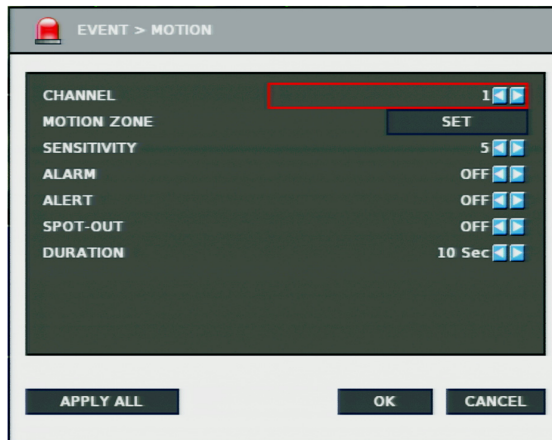 EVENT > MOTION
CHANNEL 1
MOTION ZONE SET
SENSITIVITY 5
ALARM OFF
ALERT OFF
SPOT-OUT OFF
DURATION 10 Sec
APPLY ALL OK CANCEL